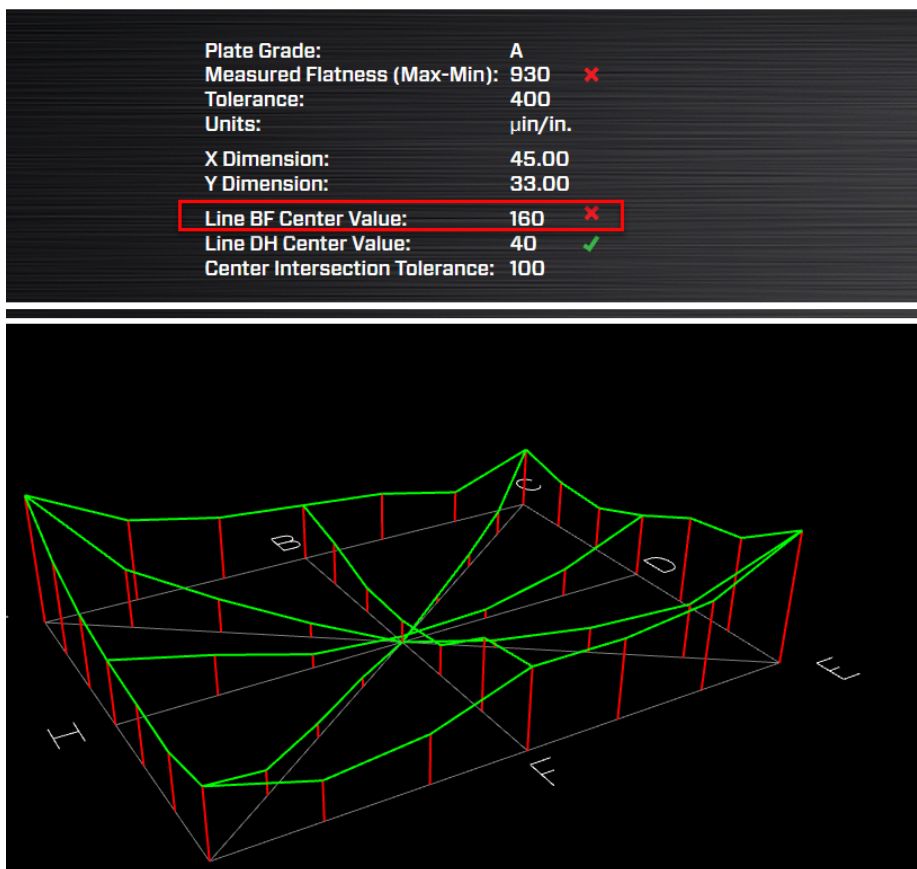 Plate Grade: A
Measured Flatness (Max-Min): 930 ✗
Tolerance: 400
Units: µin/in.
X Dimension: 45.00
Y Dimension: 33.00
Line BF Center Value: 160 ✗
Line DH Center Value: 40 ✓
Center Intersection Tolerance: 100
C
B
D
E
H
F